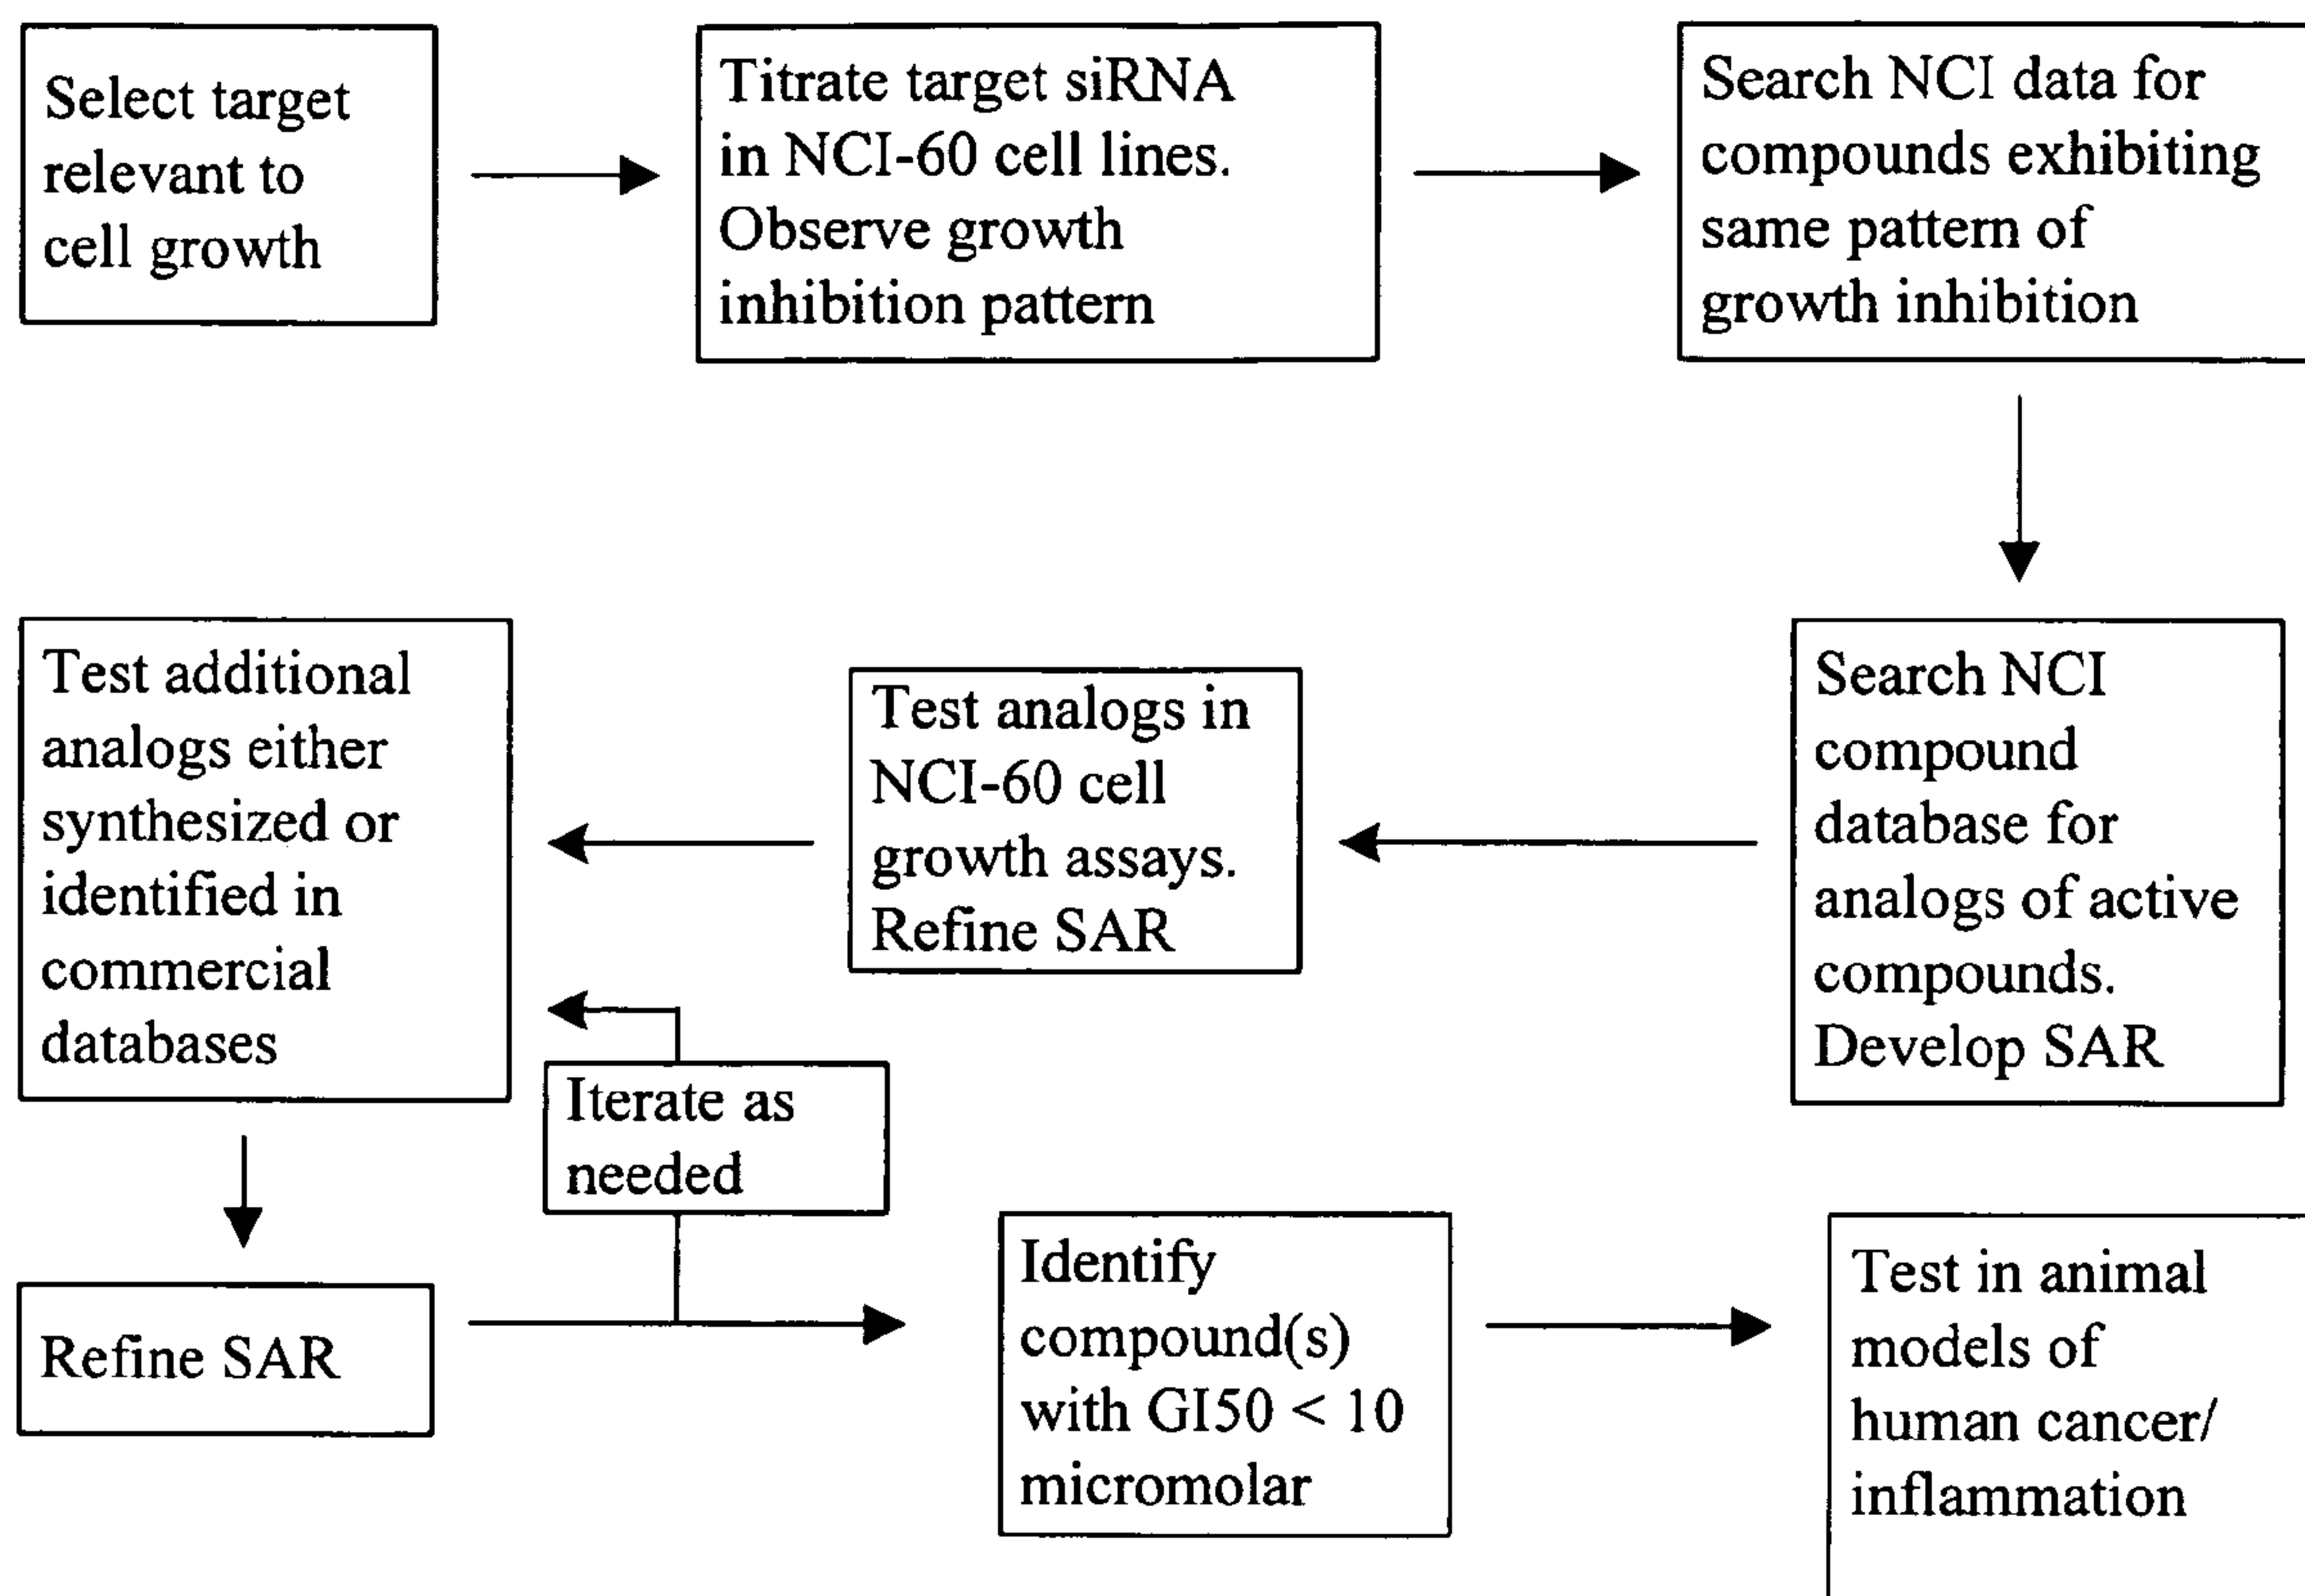 Select target
relevant to
cell growth
Titrate target siRNA
in NCI-60 cell lines.
Observe growth
inhibition pattern
Search NCI data for
compounds exhibiting
same pattern of
growth inhibition
Search NCI
compound
database for
analogs of active
compounds.
Develop SAR
Test analogs in
NCI-60 cell
growth assays.
Refine SAR
Test additional
analogs either
synthesized or
identified in
commercial
databases
Refine SAR
Iterate as
needed
Identify
compound(s)
with GI50 < 10
micromolar
Test in animal
models of
human cancer/
inflammation